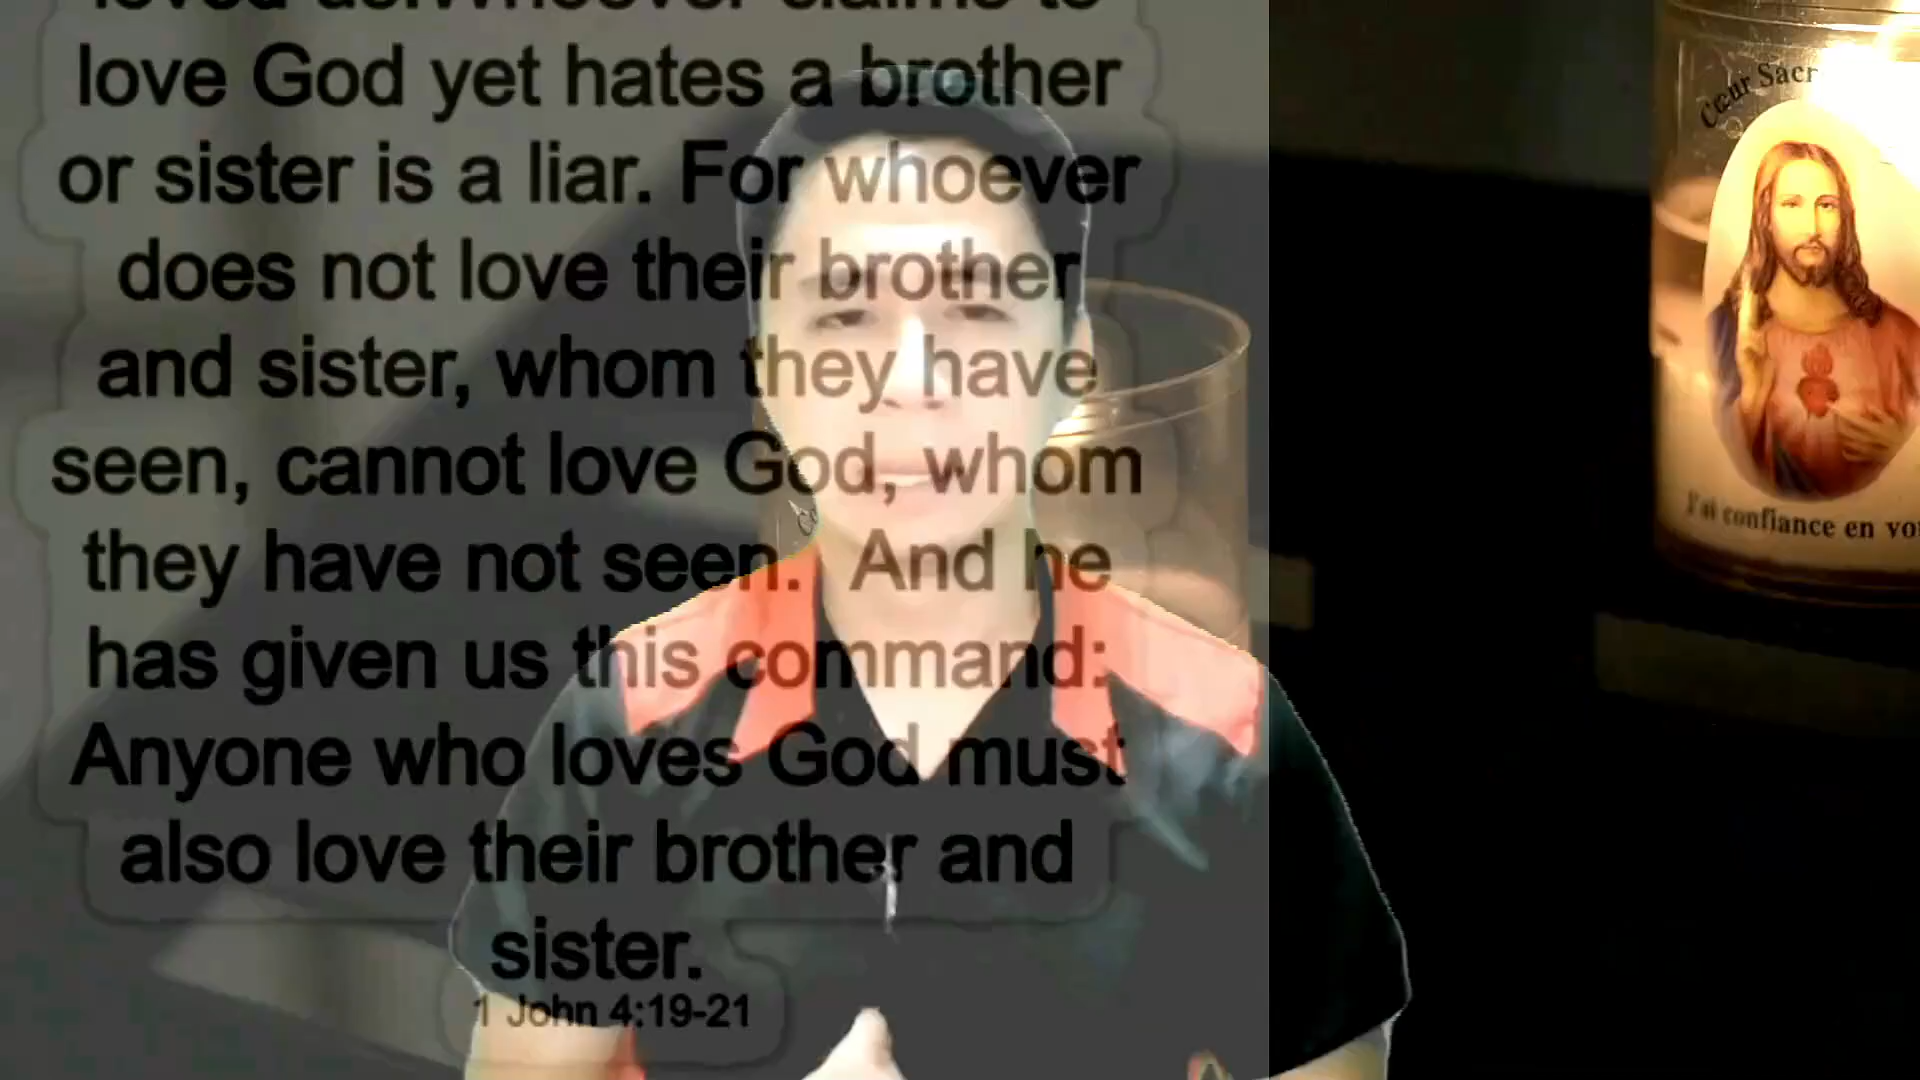 love God yet hates a brother
or sister is a liar. For whoever
does not love their brother
and sister, whom they have
seen, cannot love God, whom
they have not seen. And he
has given us this command:
Anyone who loves God must
also love their brother and
sister.
1 John 4:19-21
Cœur Sacr
J'ai confiance en vo